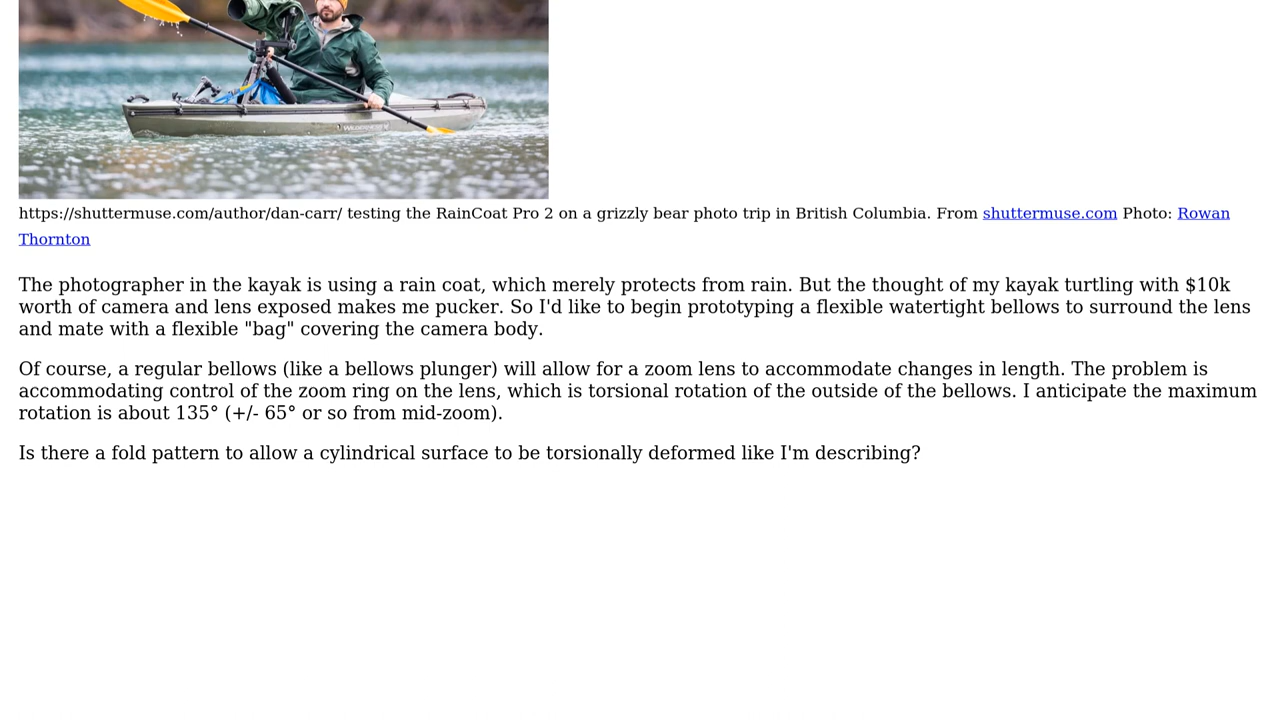 https://shuttermuse.com/author/dan-carr/ testing the RainCoat Pro 2 on a grizzly bear photo trip in British Columbia. From shuttermuse.com Photo: Rowan
Thornton
The photographer in the kayak is using a rain coat, which merely protects from rain. But the thought of my kayak turtling with $10k
worth of camera and lens exposed makes me pucker. So I'd like to begin prototyping a flexible watertight bellows to surround the lens
and mate with a flexible "bag" covering the camera body.
Of course, a regular bellows (like a bellows plunger) will allow for a zoom lens to accommodate changes in length. The problem is
accommodating control of the zoom ring on the lens, which is torsional rotation of the outside of the bellows. I anticipate the maximum
rotation is about 135° (+/- 65° or so from mid-zoom).
Is there a fold pattern to allow a cylindrical surface to be torsionally deformed like I'm describing?